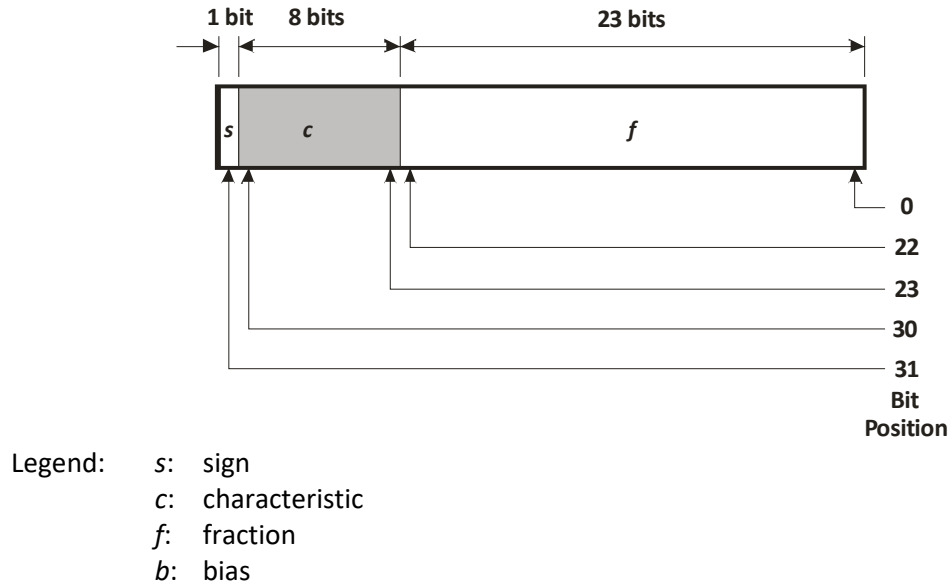 1 bit 8 bits 23 bits
s c f
0
22
23
30
31
Bit
Position
Legend: s: sign
c: characteristic
f: fraction
b: bias